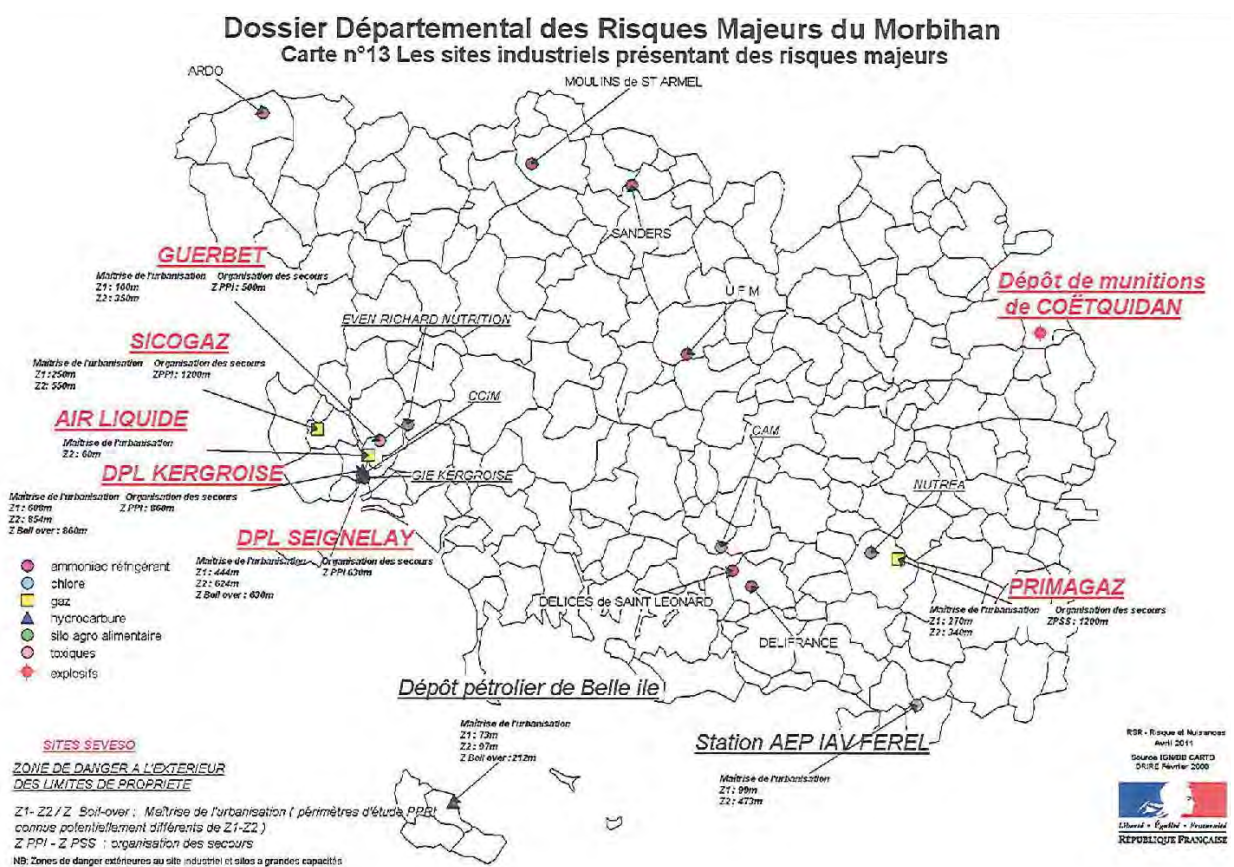 Dossier Départemental des Risques Majeurs du Morbihan
Carte n°13 Les sites industriels présentant des risques majeurs
ARDO
MOULINS de ST ARMEL
SANDERS
GUERBET
Maîtrise de l'urbanisation Organisation des secours
Z1 : 100m Z PPI : 500m
Z2 : 350m
UFM
Dépôt de munitions
de COËTQUIDAN
EVEN RICHARD NUTRITION
SICOGAZ
Maîtrise de l'urbanisation Organisation des secours
Z1 :250m ZPPI : 1200m
Z2: 550m
CCIM
AIR LIQUIDE
Maîtrise de l'urbanisation
Z2 : 60m
CAM
DPL KERGROISE
GIE KERGROISE
NUTREA
Maîtrise de l'urbanisation Organisation des secours
Z1 : 608m Z PPI : 860m
Z2 : 854m
Z Boil over : 860m
DPL SEIGNELAY
Maîtrise de l'urbanisation Organisation des secours
Z1 : 444m Z PPI 630m
Z2 : 624m
Z Boil over : 630m
ammoniac réfrigérant
chlore
gaz
hydrocarbure
silo agro alimentaire
toxiques
explosifs
DELICES de SAINT LEONARD
DELIFRANCE
PRIMAGAZ
Maîtrise de l'urbanisation Organisation des secours
Z1 : 270m ZPSS : 1200m
Z2 : 340m
Dépôt pétrolier de Belle ile
Maîtrise de l'urbanisation
Z1 : 73m
Z2 : 97m
Z Boil over : 212m
Station AEP IAV FEREL
Maîtrise de l'urbanisation
Z1 : 99m
Z2 : 473m
SITES SEVESO
ZONE DE DANGER A L'EXTERIEUR
DES LIMITES DE PROPRIETE
Z1- Z2 / Z Boil-over : Maîtrise de l'urbanisation ( périmètres d'étude PPRt
connus potentiellement différents de Z1-Z2 )
Z PPI - Z PSS : organisation des secours
NB: Zones de danger extérieures au site industriel et silos a grandes capacités
RSR - Risque et Nuisances
Avril 2011
Source IGN/BD CARTO
DRIRE Février 2008
Liberté • Égalité • Fraternité
RÉPUBLIQUE FRANÇAISE